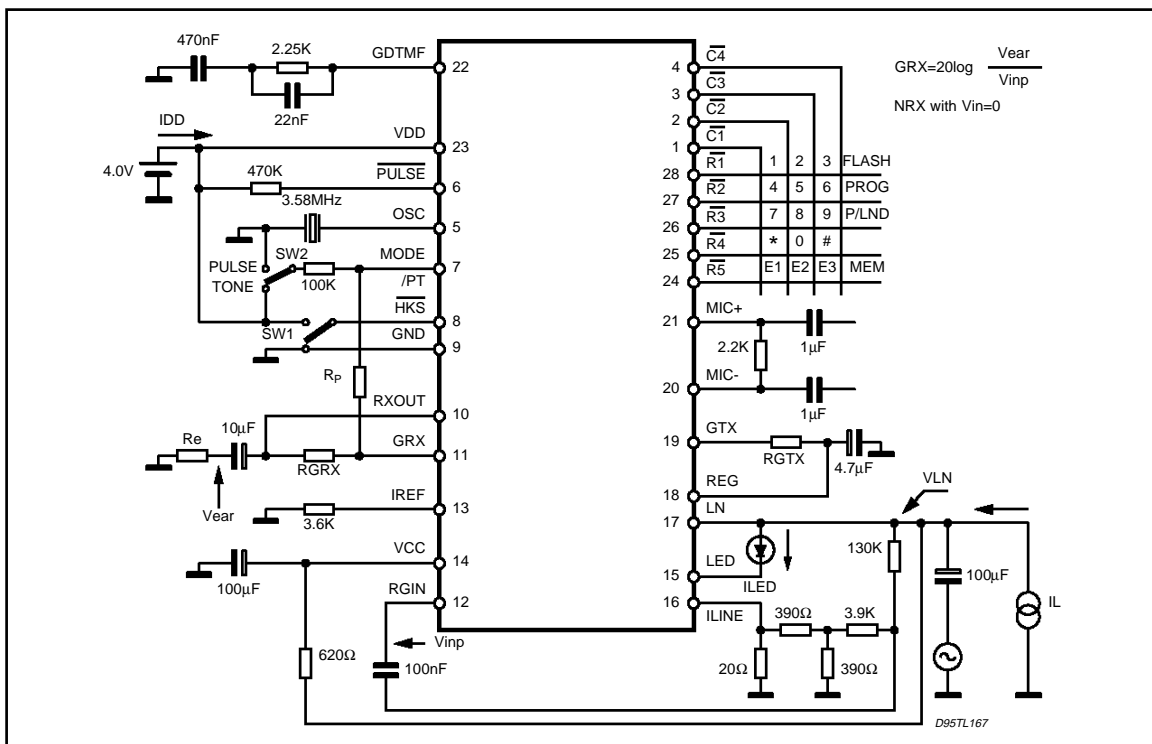 470nF
2.25K
GDTMF
22
22nF
IDD
VDD
23
4.0V
470K
PULSE
6
3.58MHz
OSC
5
SW2
PULSE
MODE
7
TONE
100K
/PT
HKS
8
SW1
GND
9
RP
RXOUT
10
10µF
Re
GRX
11
RGRX
Vear
IREF
13
3.6K
VCC
14
100µF
RGIN
12
Vinp
620Ω
100nF
4
C4
3
C3
2
C2
1
C1
GRX=20log Vear
Vinp
NRX with Vin=0
28
R1
1 2 3 FLASH
27
R2
4 5 6 PROG
26
R3
7 8 9 P/LND
25
R4
* 0 #
24
R5
E1 E2 E3 MEM
21
MIC+
1µF
2.2K
20
MIC-
1µF
19
GTX
RGTX
4.7µF
18
REG
VLN
17
LN
130K
LED
15
ILED
100µF
IL
16
ILINE
390Ω
3.9K
20Ω
390Ω
D95TL167